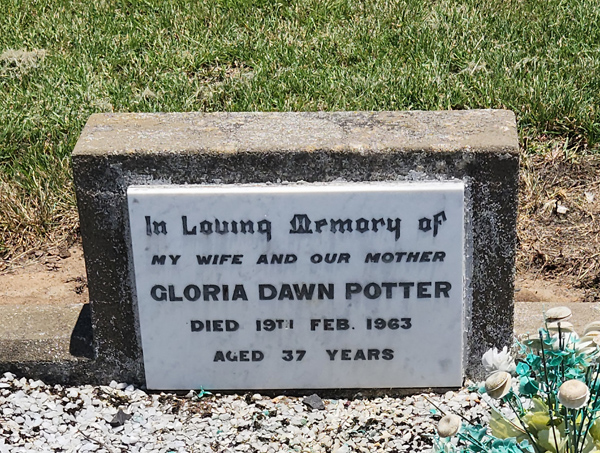 In Loving Memory of
MY WIFE AND OUR MOTHER
GLORIA DAWN POTTER
DIED 19TH FEB. 1963
AGED 37 YEARS